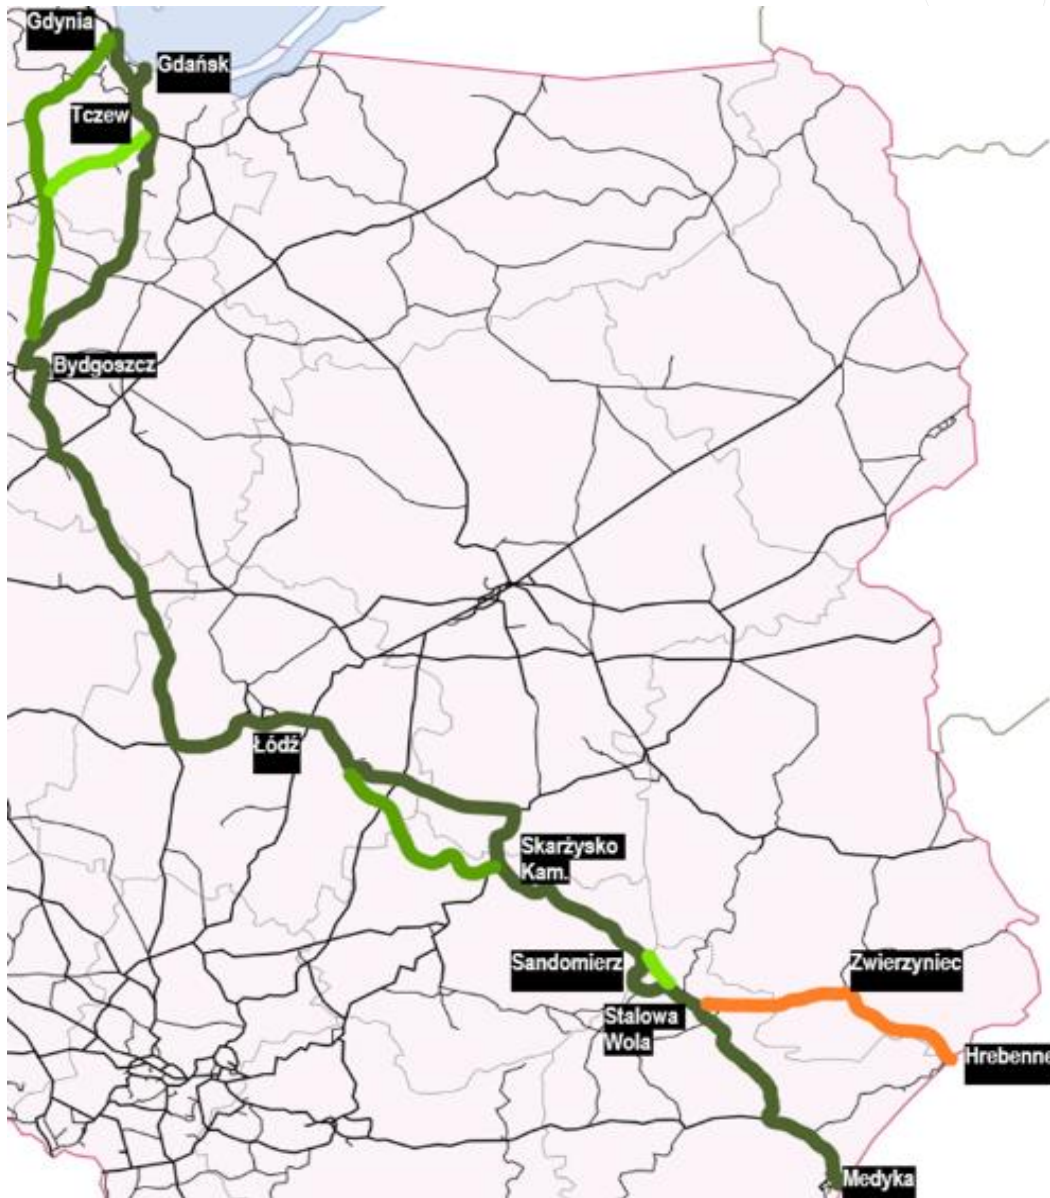 Gdynia
Gdańsk
Tczew
Bydgoszcz
Łódź
Skarżysko
Kam.
Sandomierz
Zwierzyniec
Stalowa
Wola
Hrebenne
Medyka